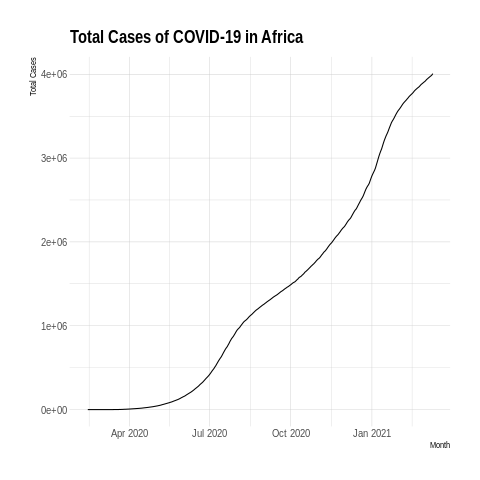 Total Cases of COVID-19 in Africa
Total Cases
4e+06
3e+06
2e+06
1e+06
0e+00
Apr 2020
Jul 2020
Oct 2020
Jan 2021
Month